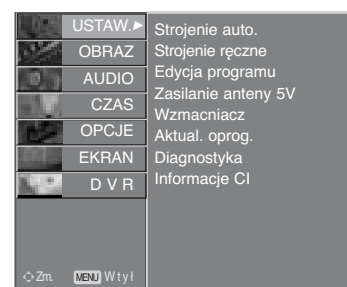 USTAW.
OBRAZ
AUDIO
CZAS
OPCJE
EKRAN
D V R
Strojenie auto.
Strojenie ręczne
Edycja programu
Zasilanie anteny 5V
Wzmacniacz
Aktual. oprog.
Diagnostyka
Informacje CI
Zm.
MENU Wtył